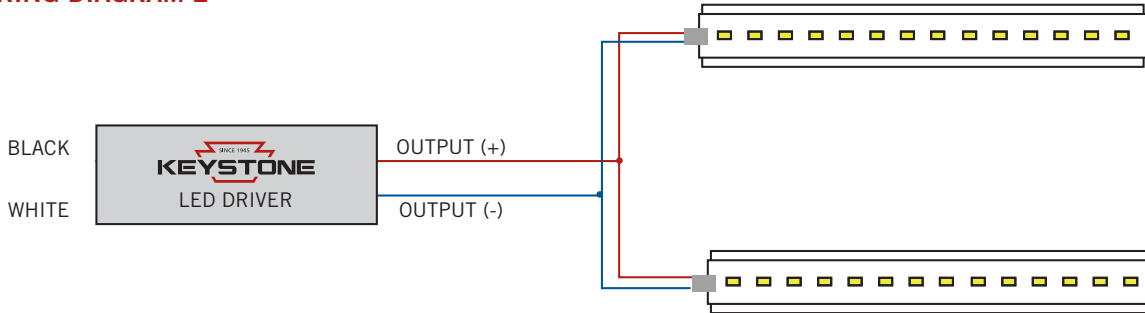 BLACK
WHITE
SINCE 1945
KEYSTONE
LED DRIVER
OUTPUT (+)
OUTPUT (-)